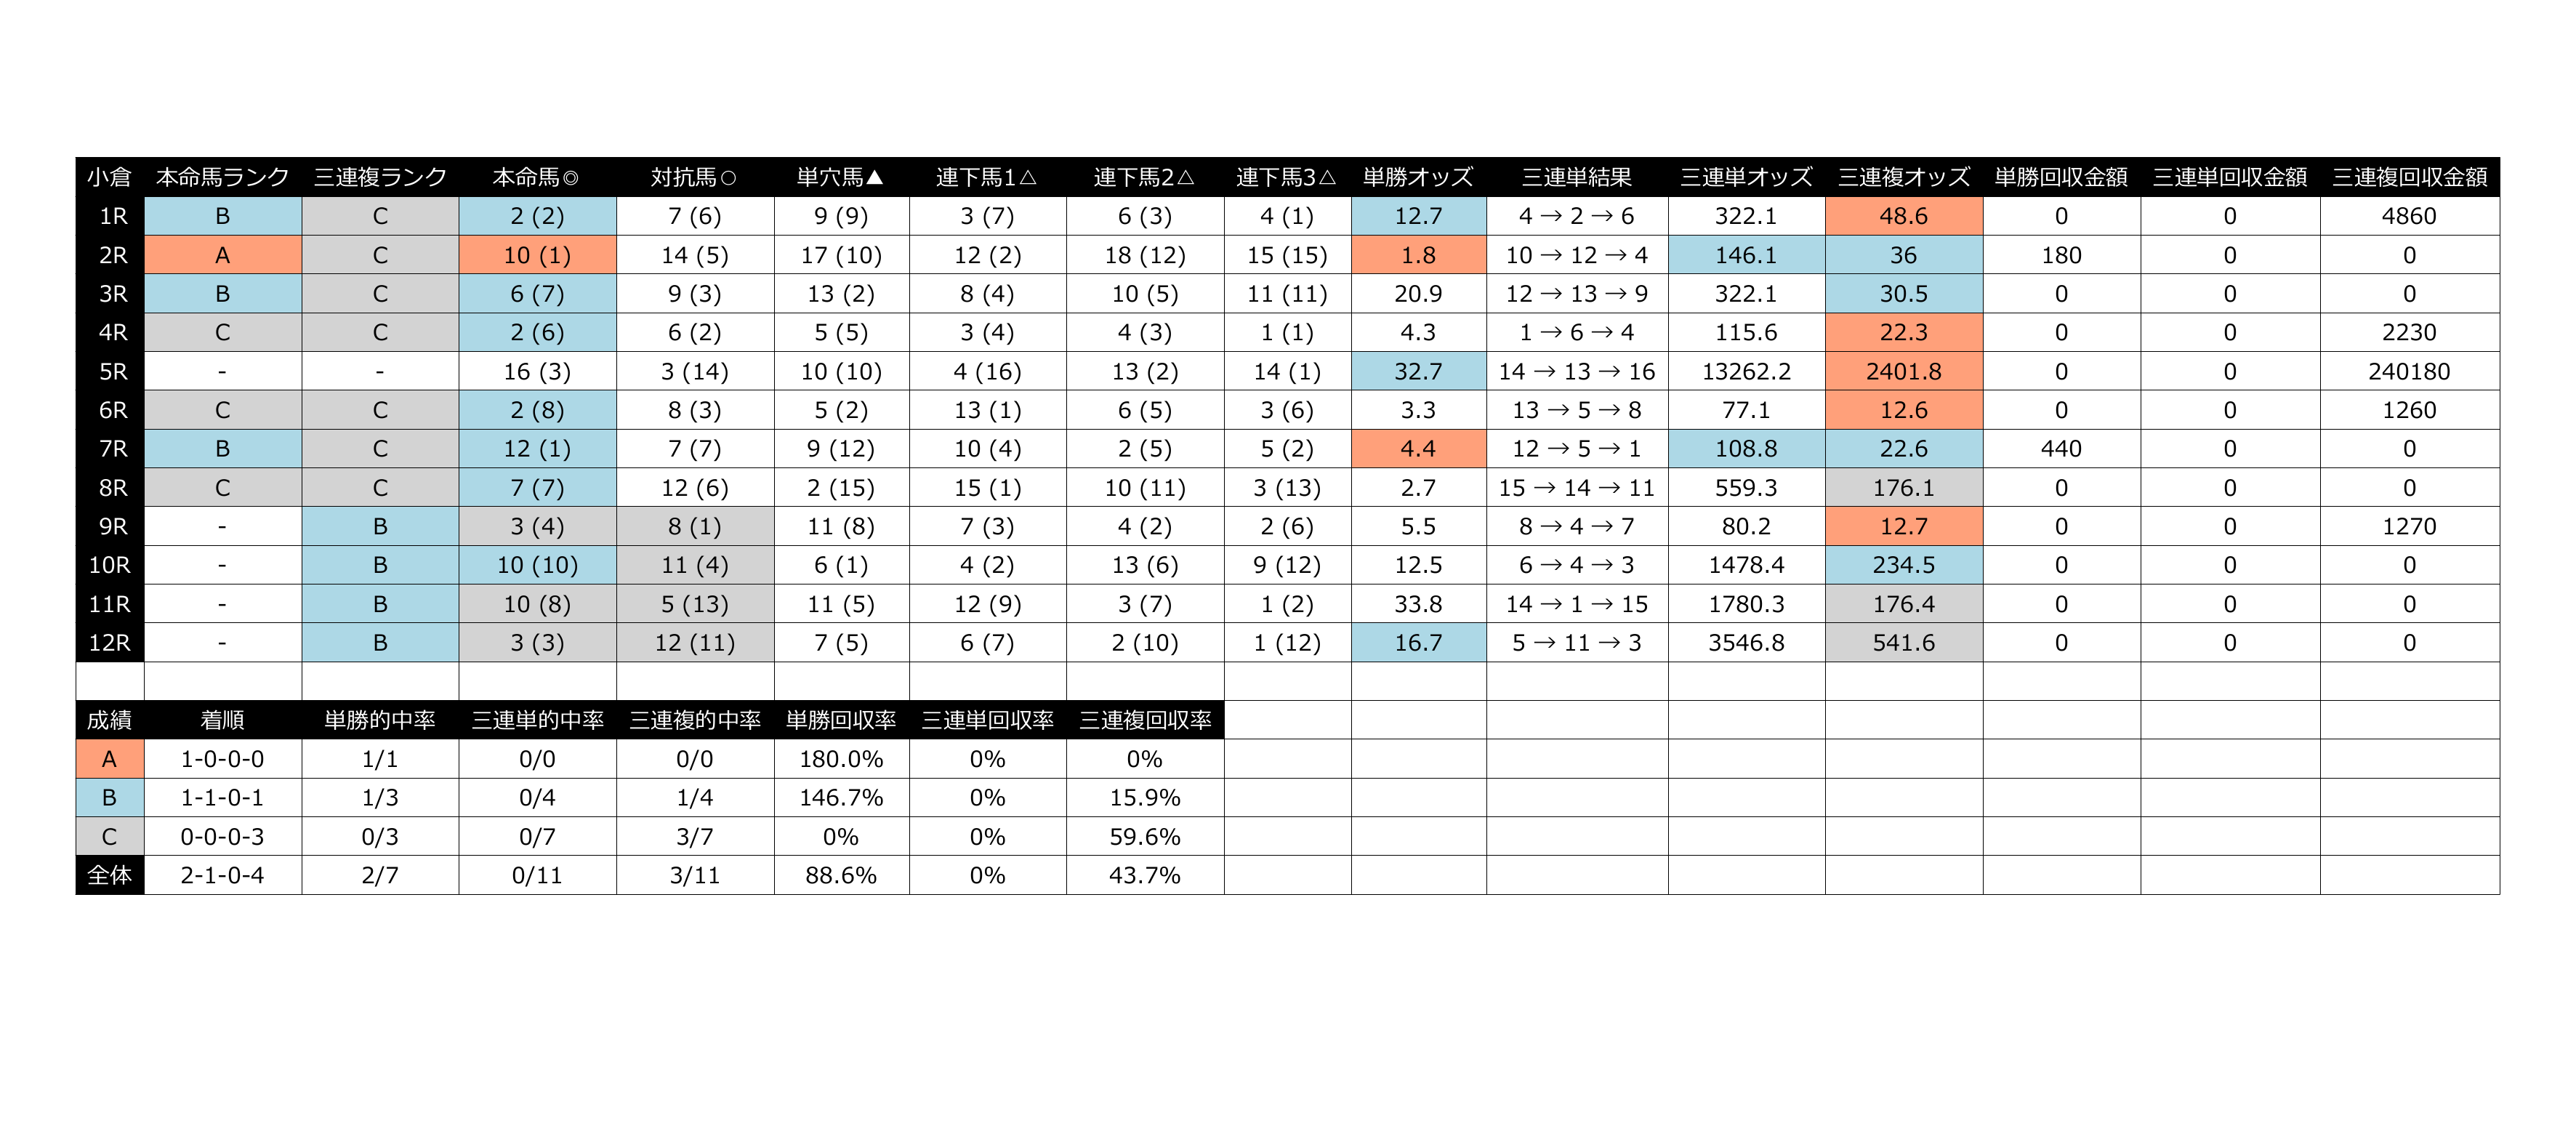 小倉 本命馬ランク 三連複ランク 本命馬◎ 対抗馬○ 単穴馬▲ 連下馬1△ 連下馬2△ 連下馬3△ 単勝オッズ 三連単結果 三連単オッズ 三連複オッズ 単勝回収金額 三連単回収金額 三連複回収金額
1R B C 2 (2) 7 (6) 9 (9) 3 (7) 6 (3) 4 (1) 12.7 4 → 2 → 6 322.1 48.6 0 0 4860
2R A C 10 (1) 14 (5) 17 (10) 12 (2) 18 (12) 15 (15) 1.8 10 → 12 → 4 146.1 36 180 0 0
3R B C 6 (7) 9 (3) 13 (2) 8 (4) 10 (5) 11 (11) 20.9 12 → 13 → 9 322.1 30.5 0 0 0
4R C C 2 (6) 6 (2) 5 (5) 3 (4) 4 (3) 1 (1) 4.3 1 → 6 → 4 115.6 22.3 0 0 2230
5R - - 16 (3) 3 (14) 10 (10) 4 (16) 13 (2) 14 (1) 32.7 14 → 13 → 16 13262.2 2401.8 0 0 240180
6R C C 2 (8) 8 (3) 5 (2) 13 (1) 6 (5) 3 (6) 3.3 13 → 5 → 8 77.1 12.6 0 0 1260
7R B C 12 (1) 7 (7) 9 (12) 10 (4) 2 (5) 5 (2) 4.4 12 → 5 → 1 108.8 22.6 440 0 0
8R C C 7 (7) 12 (6) 2 (15) 15 (1) 10 (11) 3 (13) 2.7 15 → 14 → 11 559.3 176.1 0 0 0
9R - B 3 (4) 8 (1) 11 (8) 7 (3) 4 (2) 2 (6) 5.5 8 → 4 → 7 80.2 12.7 0 0 1270
10R - B 10 (10) 11 (4) 6 (1) 4 (2) 13 (6) 9 (12) 12.5 6 → 4 → 3 1478.4 234.5 0 0 0
11R - B 10 (8) 5 (13) 11 (5) 12 (9) 3 (7) 1 (2) 33.8 14 → 1 → 15 1780.3 176.4 0 0 0
12R - B 3 (3) 12 (11) 7 (5) 6 (7) 2 (10) 1 (12) 16.7 5 → 11 → 3 3546.8 541.6 0 0 0
成績 着順 単勝的中率 三連単的中率 三連複的中率 単勝回収率 三連単回収率 三連複回収率
A 1-0-0-0 1/1 0/0 0/0 180.0% 0% 0%
B 1-1-0-1 1/3 0/4 1/4 146.7% 0% 15.9%
C 0-0-0-3 0/3 0/7 3/7 0% 0% 59.6%
全体 2-1-0-4 2/7 0/11 3/11 88.6% 0% 43.7%